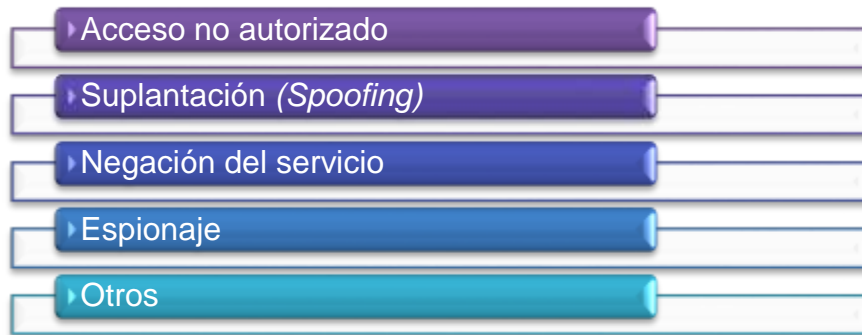 Acceso no autorizado
Suplantación (Spoofing)
Negación del servicio
Espionaje
Otros